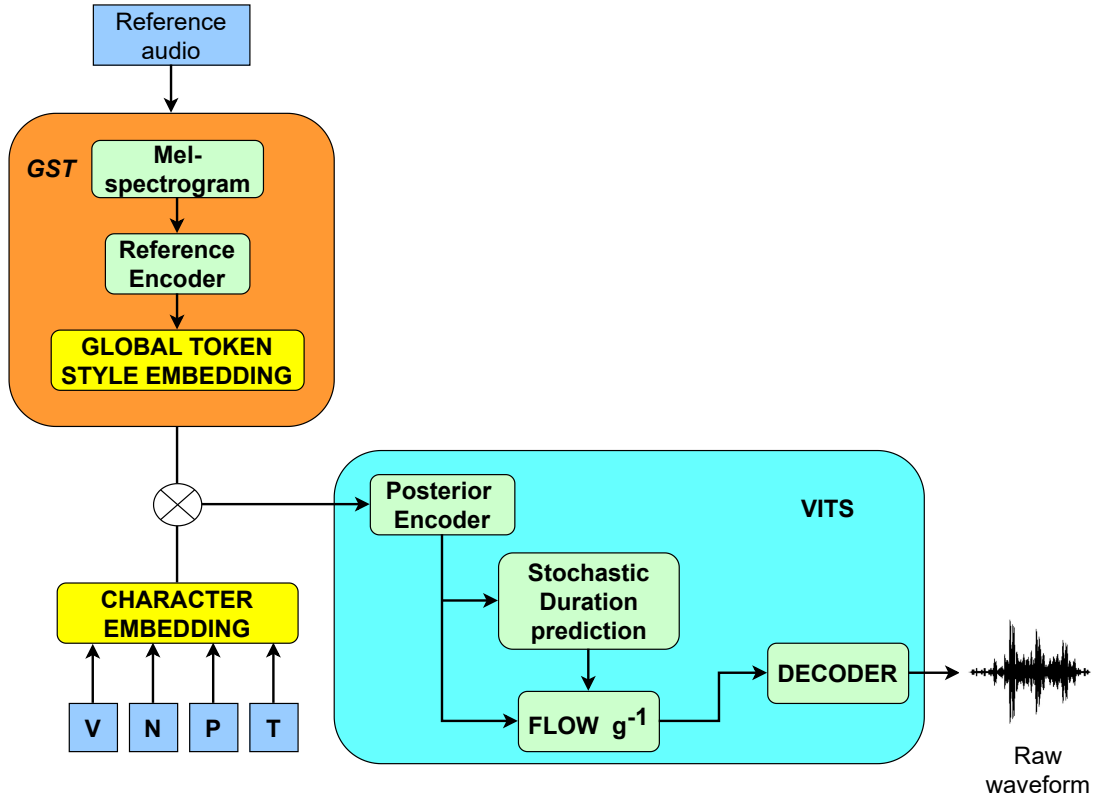 Reference
audio
GST
Mel-
spectrogram
Reference
Encoder
GLOBAL TOKEN
STYLE EMBEDDING
Posterior
Encoder
VITS
Stochastic
Duration
prediction
CHARACTER
EMBEDDING
DECODER
FLOW g⁻¹
V N P T
Raw
waveform